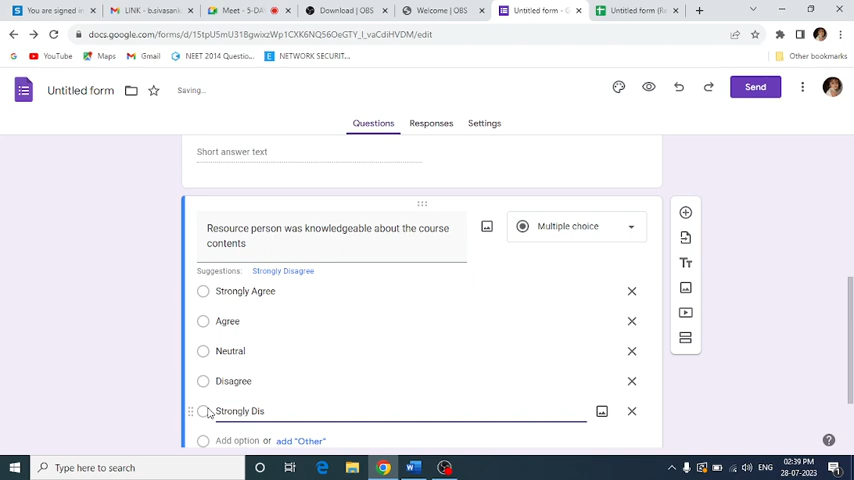 You are signed in
LINK - b.sivasank
Meet - 5-DAY
Download | OBS
Welcome | OBS
Untitled form - G
Untitled form (Re
docs.google.com/forms/d/15tpU5mU318gwixzWp1CXK6NQ56OeGTY_I_vaCdiHVDM/edit
YouTube
Maps
Gmail
NEET 2014 Questio...
NETWORK SECURIT...
Other bookmarks
Untitled form
Saving...
Send
Questions
Responses
Settings
Short answer text
Resource person was knowledgeable about the course
contents
Multiple choice
Suggestions:
Strongly Disagree
Strongly Agree
Agree
Neutral
Disagree
Strongly Dis
Add option or add "Other"
Type here to search
ENG
02:39 PM
28-07-2023